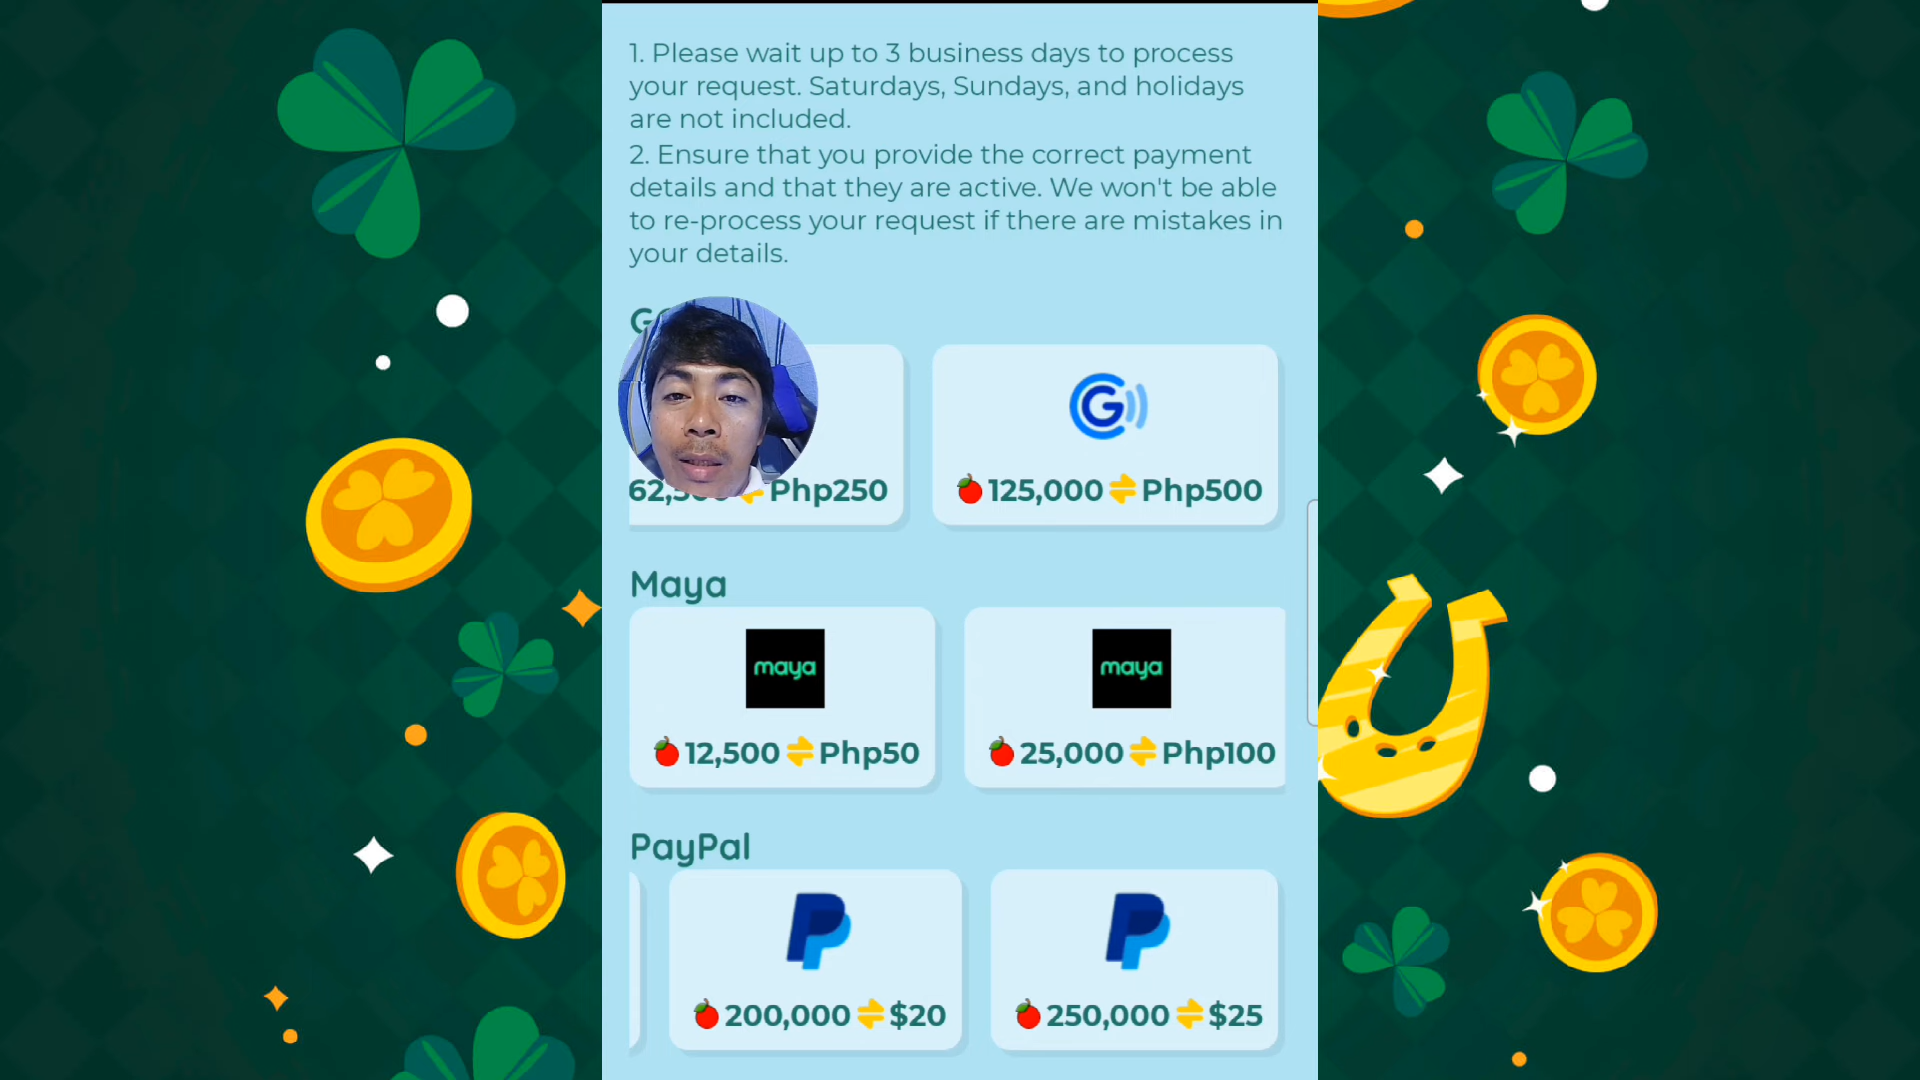 1. Please wait up to 3 business days to process
your request. Saturdays, Sundays, and holidays
are not included.
2. Ensure that you provide the correct payment
details and that they are active. We won't be able
to re-process your request if there are mistakes in
your details.
Php250
125,000 Php500
Maya
maya
maya
12,500 Php50
25,000 Php100
PayPal
200,000 $20
250,000 $25